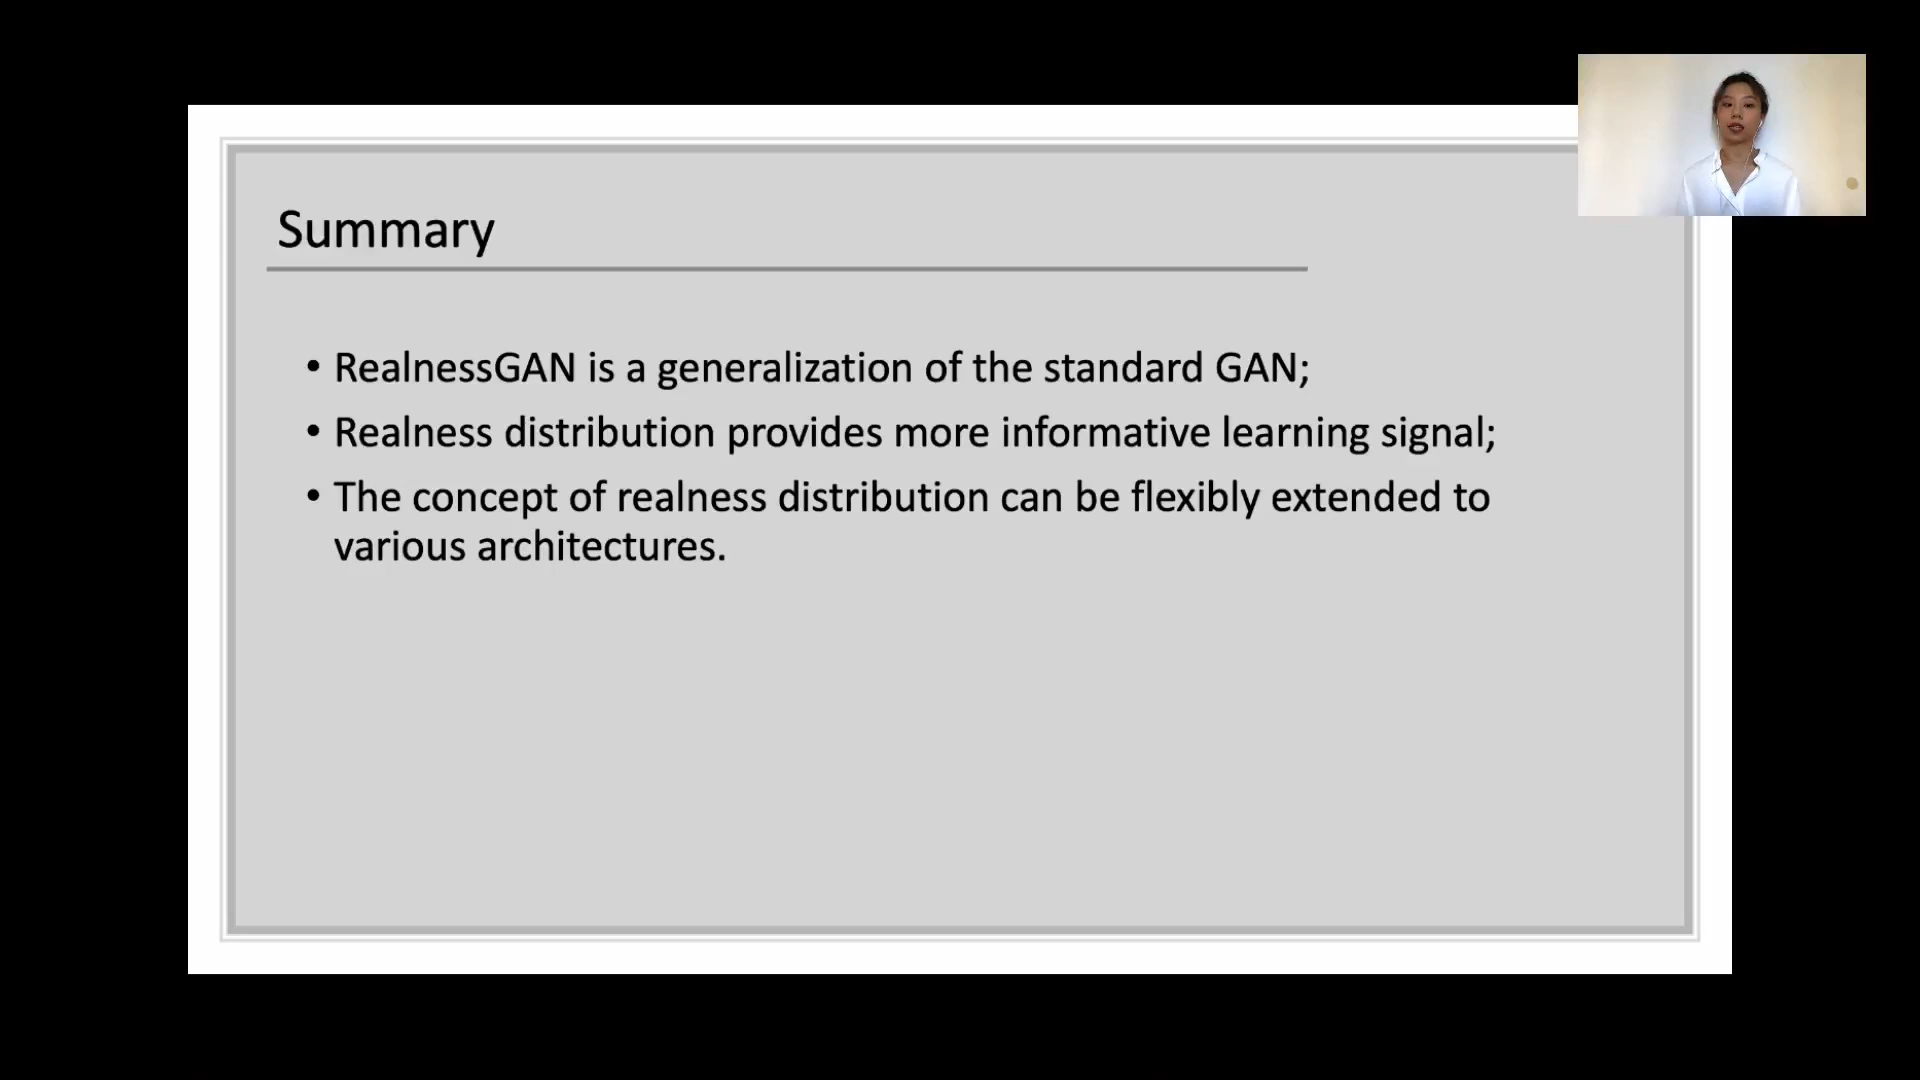 Summary
• RealnessGAN is a generalization of the standard GAN;
• Realness distribution provides more informative learning signal;
• The concept of realness distribution can be flexibly extended to
various architectures.